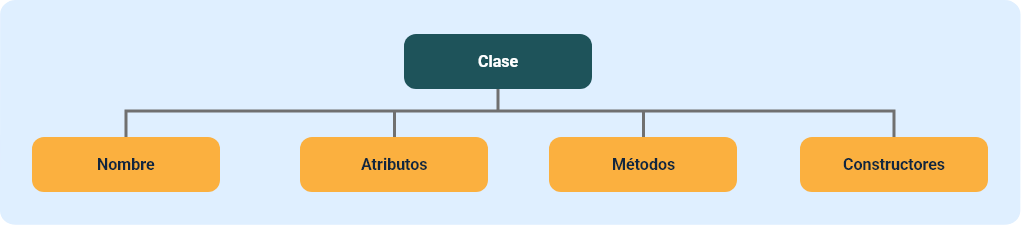 Clase
Nombre
Atributos
Métodos
Constructores